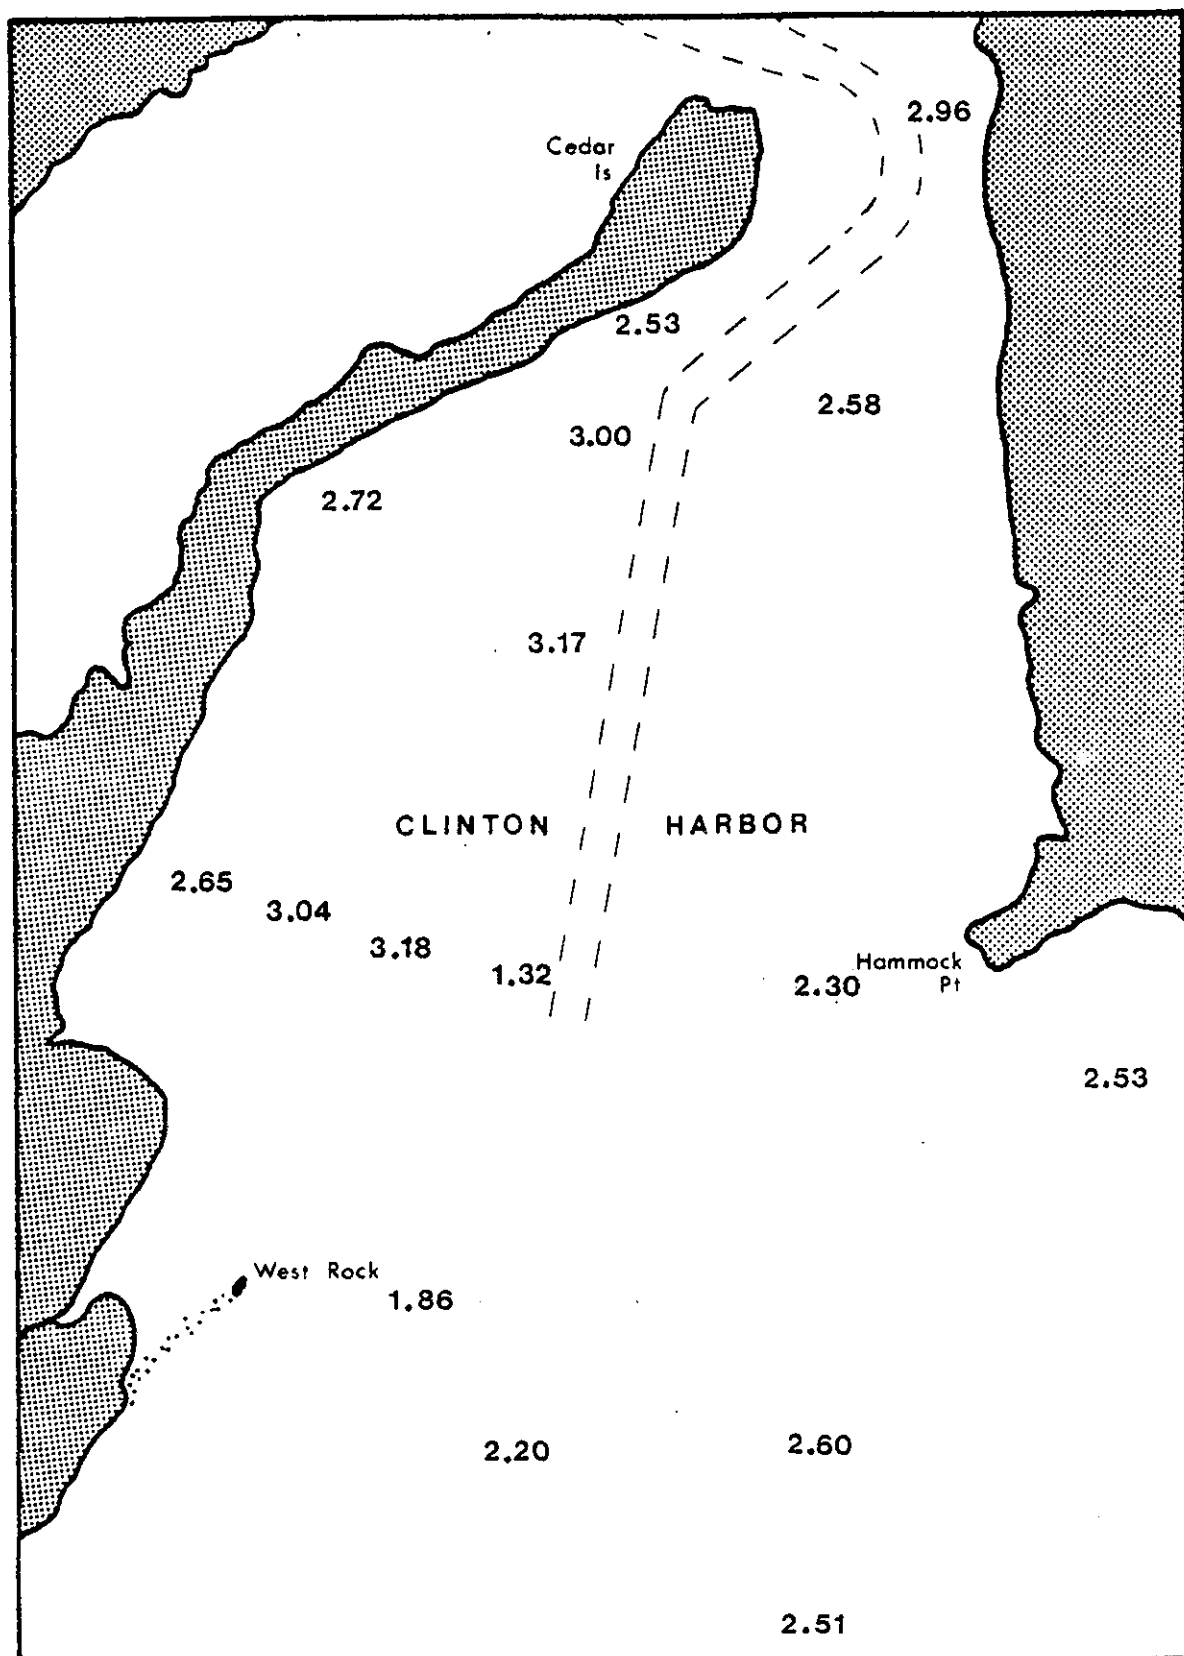 2.96
Cedar
Is
2.53
2.58
3.00
2.72
3.17
CLINTON HARBOR
2.65
3.04
3.18
1.32
2.30
Hammock
Pt
2.53
West Rock
1.86
2.20
2.60
2.51